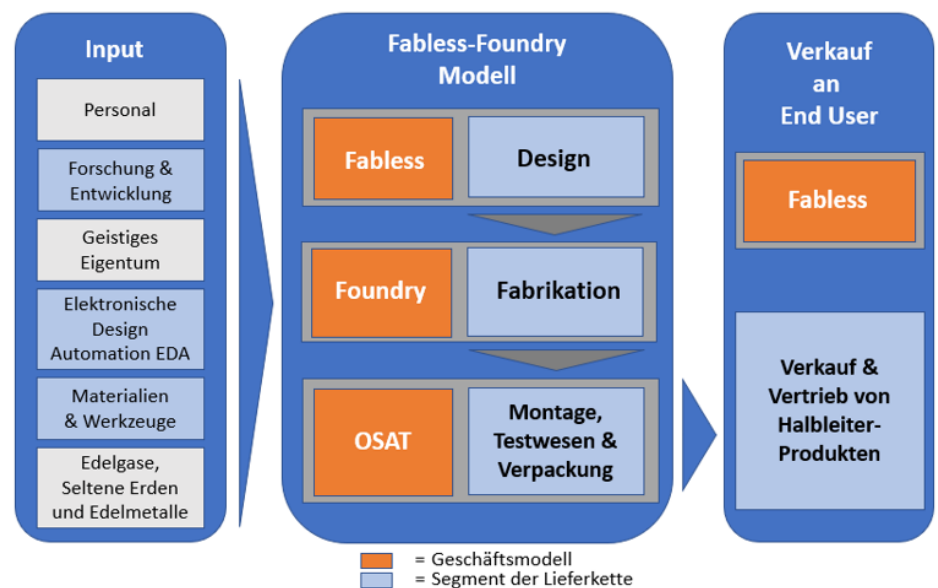 Input
Personal
Forschung &
Entwicklung
Geistiges
Eigentum
Elektronische
Design
Automation EDA
Materialien
& Werkzeuge
Edelgase,
Seltene Erden
und Edelmetalle
Fabless-Foundry
Modell
Fabless
Design
Foundry
Fabrikation
OSAT
Montage,
Testwesen &
Verpackung
Verkauf
an
End User
Fabless
Verkauf &
Vertrieb von
Halbleiter-
Produkten
= Geschäftsmodell
= Segment der Lieferkette